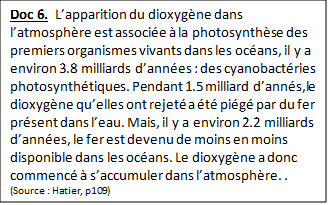 Doc 6. L'apparition du dioxygène dans
l'atmosphère est associée à la photosynthèse des
premiers organismes vivants dans les océans, il y a
environ 3.8 milliards d'années : des cyanobactéries
photosynthétiques. Pendant 1.5 milliard d'annés,le
dioxygène qu'elles ont rejeté a été piégé par du fer
présent dans l'eau. Mais, il y a environ 2.2 milliards
d'années, le fer est devenu de moins en moins
disponible dans les océans. Le dioxygène a donc
commencé à s'accumuler dans l'atmosphère. .
(Source : Hatier, p109)